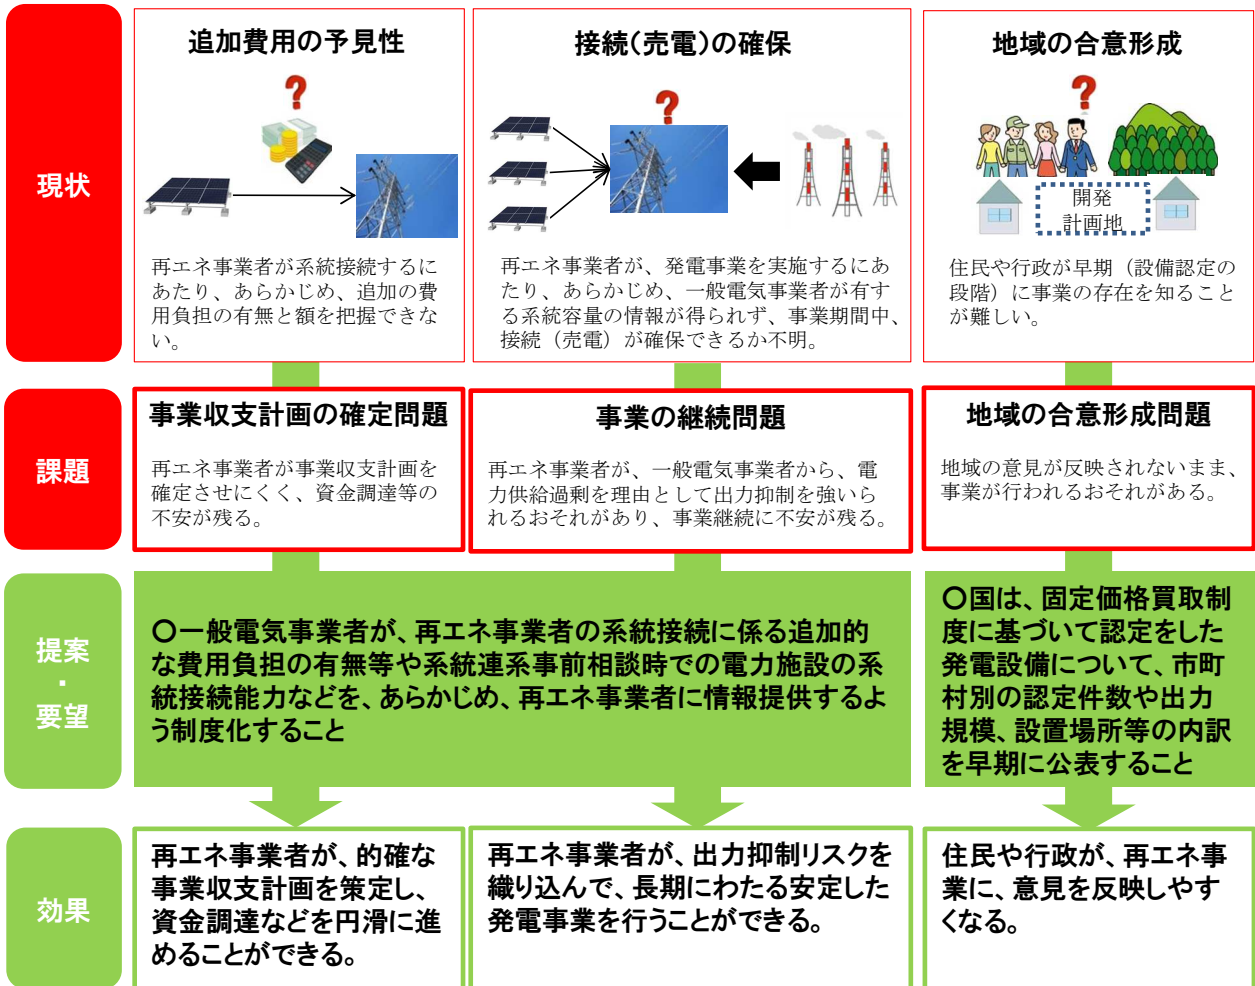 現状
追加費用の予見性
?
再エネ事業者が系統接続するに
あたり、あらかじめ、追加の費
用負担の有無と額を把握できな
い。
接続(売電)の確保
?
再エネ事業者が、発電事業を実施するにあ
たり、あらかじめ、一般電気事業者が有す
る系統容量の情報が得られず、事業期間中、
接続（売電）が確保できるか不明。
地域の合意形成
?
開発
計画地
住民や行政が早期（設備認定の
段階）に事業の存在を知ること
が難しい。
課題
事業収支計画の確定問題
再エネ事業者が事業収支計画を
確定させにくく、資金調達等の
不安が残る。
事業の継続問題
再エネ事業者が、一般電気事業者から、電
力供給過剰を理由として出力抑制を強いら
れるおそれがあり、事業継続に不安が残る。
地域の合意形成問題
地域の意見が反映されないまま、
事業が行われるおそれがある。
提案
・
要望
〇一般電気事業者が、再エネ事業者の系統接続に係る追加的
な費用負担の有無等や系統連系事前相談時での電力施設の系
統接続能力などを、あらかじめ、再エネ事業者に情報提供するよ
う制度化すること
〇国は、固定価格買取制
度に基づいて認定をした
発電設備について、市町
村別の認定件数や出力
規模、設置場所等の内訳
を早期に公表すること
効果
再エネ事業者が、的確な
事業収支計画を策定し、
資金調達などを円滑に進
めることができる。
再エネ事業者が、出力抑制リスクを
織り込んで、長期にわたる安定した
発電事業を行うことができる。
住民や行政が、再エネ事
業に、意見を反映しやす
くなる。